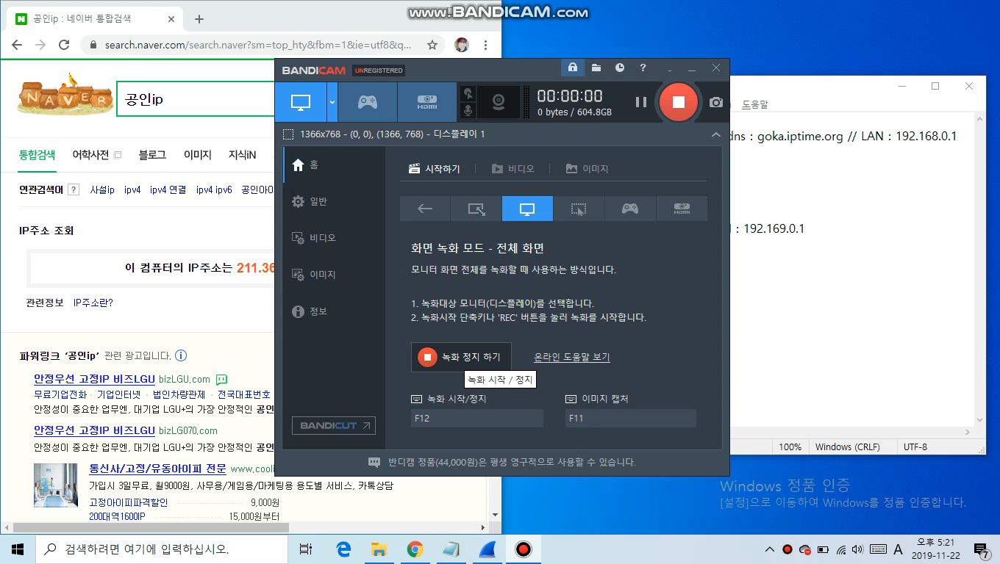 www.BANDICAM.com
공인ip : 네이버 통합검색
search.naver.com/search.naver?sm=top_hty&fbm=1&ie=utf8&q...
NAVER
공인ip
통합검색 어학사전 블로그 이미지 지식iN
연관검색어 ? 사설ip ipv4 ipv4 연결 ipv4 ipv6 공인아이
IP주소 조회
이 컴퓨터의 IP주소는 211.36
관련정보 IP주소란?
파워링크 ‘공인ip’ 관련 광고입니다.
안정우선 고정IP 비즈LGU bizLGU.com
무료기업전화 · 기업인터넷 · 법인차량관제 · 전국대표번호
안정성이 중요한 업무엔, 대기업 LGU+의 가장 안정적인 공인
안정우선 고정IP 비즈LGU bizLG070.com
안정성이 중요한 업무엔, 대기업 LGU+의 가장 안정적인 공인
통신사/고정/유동아이피 전문 www.cooli
가입시 3일무료, 월9000원, 사무용/게임용/마케팅용 용도별 서비스, 카톡상담
고정아이피파격할인 9,000원
200대역1600IP 15,000원부터
BANDICAM UNREGISTERED
00:00:00
0 bytes / 604.8GB
HDMI
1366x768 - (0, 0), (1366, 768) - 디스플레이 1
홈
일반
비디오
이미지
정보
BANDICUT
시작하기 비디오 이미지
HDMI
화면 녹화 모드 - 전체 화면
모니터 화면 전체를 녹화할 때 사용하는 방식입니다.
1. 녹화대상 모니터(디스플레이)를 선택합니다.
2. 녹화시작 단축키나 'REC' 버튼을 눌러 녹화를 시작합니다.
녹화 정지 하기 온라인 도움말 보기
녹화 시작 / 정지
녹화 시작/정지 이미지 캡처
F12 F11
반디캠 정품(44,000원)은 평생 영구적으로 사용할 수 있습니다.
도움말
dns : goka.iptime.org // LAN : 192.168.0.1
: 192.169.0.1
100% Windows (CRLF) UTF-8
Windows 정품 인증
[설정]으로 이동하여 Windows를 정품 인증합니다.
검색하려면 여기에 입력하십시오.
A
오후 5:21
2019-11-22
7